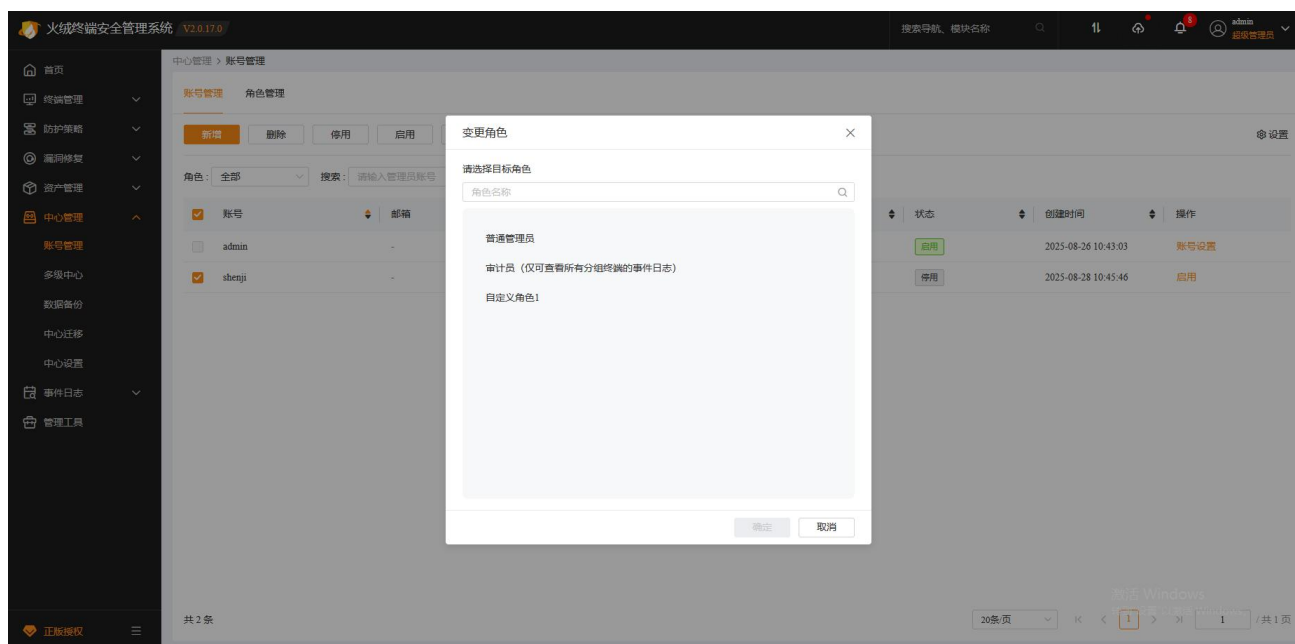 火绒终端安全管理系统 V2.0.17.0
搜索导航、模块名称
8
admin
超级管理员
首页
终端管理
防护策略
漏洞修复
资产管理
中心管理
账号管理
多级中心
数据备份
中心迁移
中心设置
事件日志
管理工具
正版授权
中心管理 > 账号管理
账号管理 角色管理
新增 删除 停用 启用
设置
角色: 全部 搜索: 请输入管理员账号
账号 邮箱 状态 创建时间 操作
admin - 启用 2025-08-26 10:43:03 账号设置
shenji - 停用 2025-08-28 10:45:46 启用
变更角色
请选择目标角色
角色名称
普通管理员
审计员（仅可查看所有分组终端的事件日志）
自定义角色1
确定 取消
激活 Windows
共 2 条
20条/页 1 1 /共 1 页